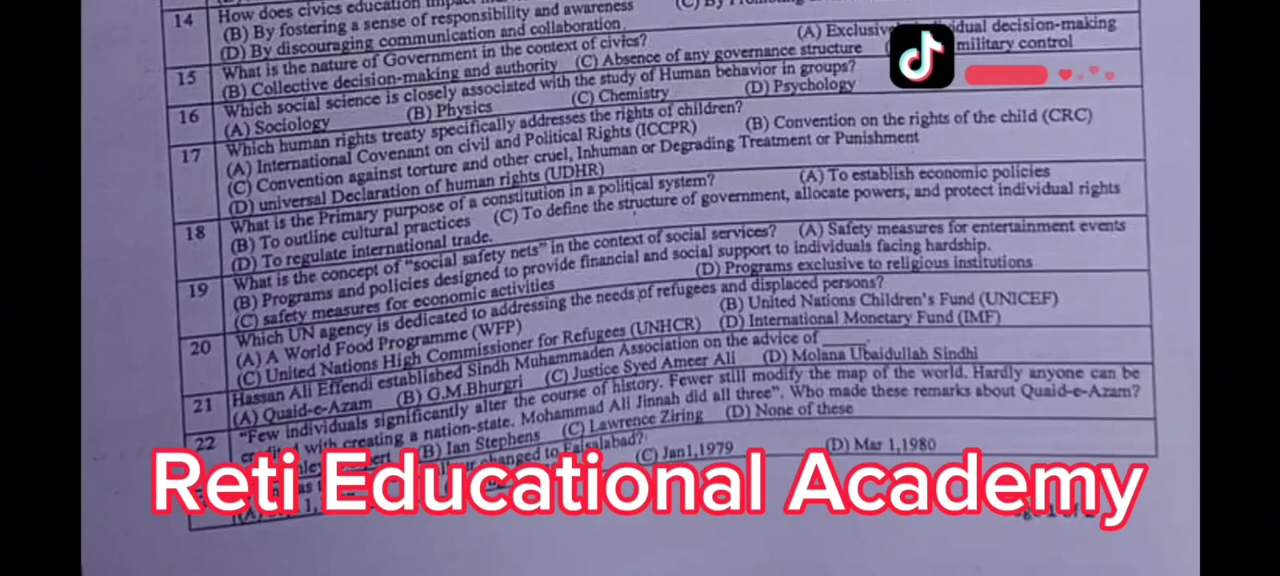 14 How does civics education impact
(B) By fostering a sense of responsibility and awareness (C) By
(D) By discouraging communication and collaboration.
15 What is the nature of Government in the context of civics? (A) Exclusive decision-making
(B) Collective decision-making and authority (C) Absence of any governance structure military control
16 Which social science is closely associated with the study of Human behavior in groups?
(A) Sociology (B) Physics (C) Chemistry (D) Psychology
17 Which human rights treaty specifically addresses the rights of children?
(A) International Covenant on civil and Political Rights (ICCPR) (B) Convention on the rights of the child (CRC)
(C) Convention against torture and other cruel, Inhuman or Degrading Treatment or Punishment
(D) universal Declaration of human rights (UDHR)
18 What is the Primary purpose of a constitution in a political system? (A) To establish economic policies
(B) To outline cultural practices (C) To define the structure of government, allocate powers, and protect individual rights
(D) To regulate international trade.
19 What is the concept of "social safety nets" in the context of social services? (A) Safety measures for entertainment events
(B) Programs and policies designed to provide financial and social support to individuals facing hardship.
(C) safety measures for economic activities (D) Programs exclusive to religious institutions
20 Which UN agency is dedicated to addressing the needs of refugees and displaced persons?
(A) A World Food Programme (WFP) (B) United Nations Children's Fund (UNICEF)
(C) United Nations High Commissioner for Refugees (UNHCR) (D) International Monetary Fund (IMF)
21 Hassan Ali Effendi established Sindh Muhammaden Association on the advice of _____.
(A) Quaid-e-Azam (B) G.M.Bhurgri (C) Justice Syed Ameer Ali (D) Molana Ubaidullah Sindhi
22 "Few individuals significantly alter the course of history. Fewer still modify the map of the world. Hardly anyone can be
with creating a nation-state. Mohammad Ali Jinnah did all three". Who made these remarks about Quaid-e-Azam?
(B) Ian Stephens (C) Lawrence Ziring (D) None of these
changed to Faisalabad?
(C) Jan1,1979 (D) Mar 1,1980
Reti Educational Academy